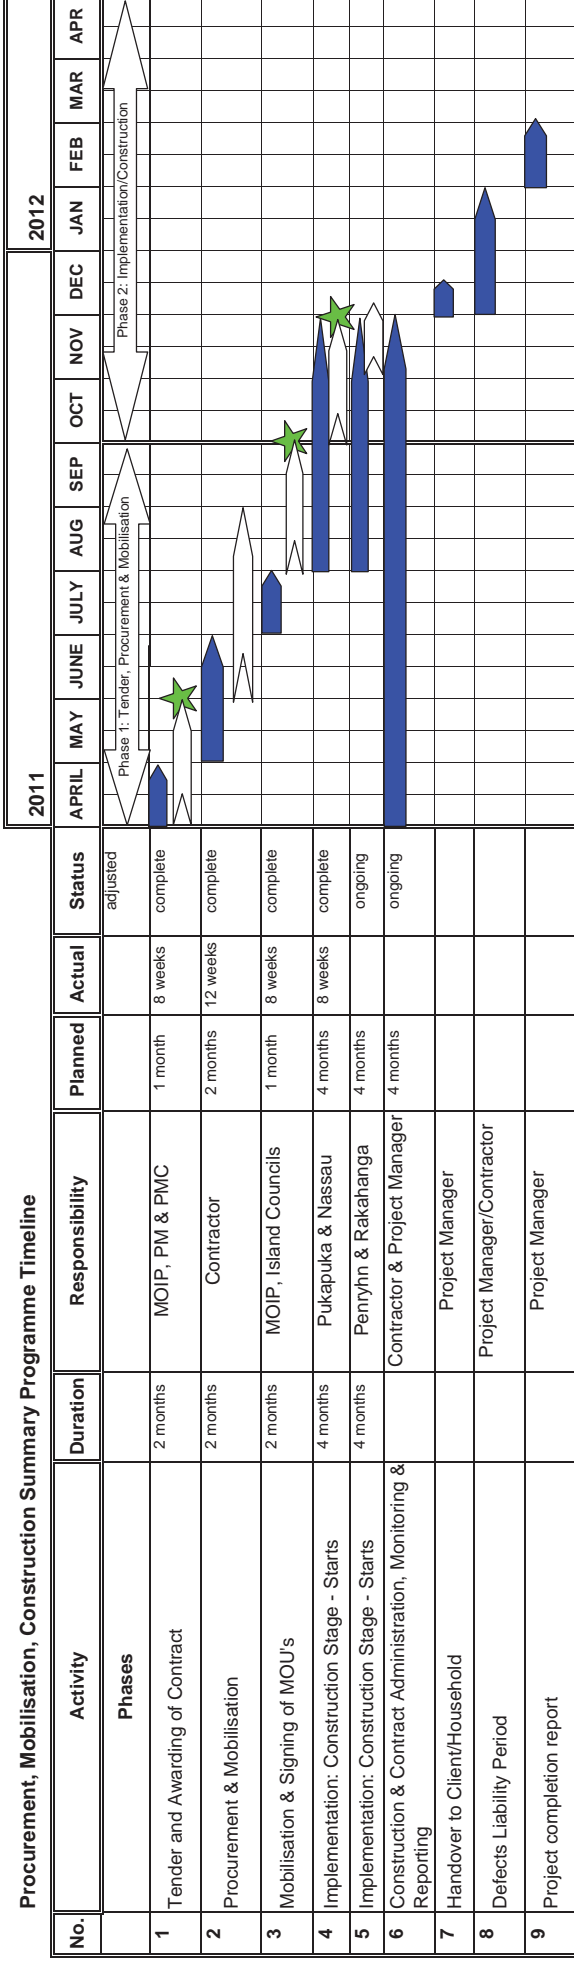 Procurement, Mobilisation, Construction Summary Programme Timeline
2011 2012
No. Activity Duration Responsibility Planned Actual Status APRIL MAY JUNE JULY AUG SEP OCT NOV DEC JAN FEB MAR APR
Phases adjusted Phase 1: Tender, Procurement & Mobilisation Phase 2: Implementation/Construction
1 Tender and Awarding of Contract 2 months MOIP, PM & PMC 1 month 8 weeks complete
2 Procurement & Mobilisation 2 months Contractor 2 months 12 weeks complete
3 Mobilisation & Signing of MOU's 2 months MOIP, Island Councils 1 month 8 weeks complete
4 Implementation: Construction Stage - Starts 4 months Pukapuka & Nassau 4 months 8 weeks complete
5 Implementation: Construction Stage - Starts 4 months Penryhn & Rakahanga 4 months ongoing
6 Construction & Contract Administration, Monitoring & Contractor & Project Manager 4 months ongoing
Reporting
7 Handover to Client/Household Project Manager
8 Defects Liability Period Project Manager/Contractor
9 Project completion report Project Manager